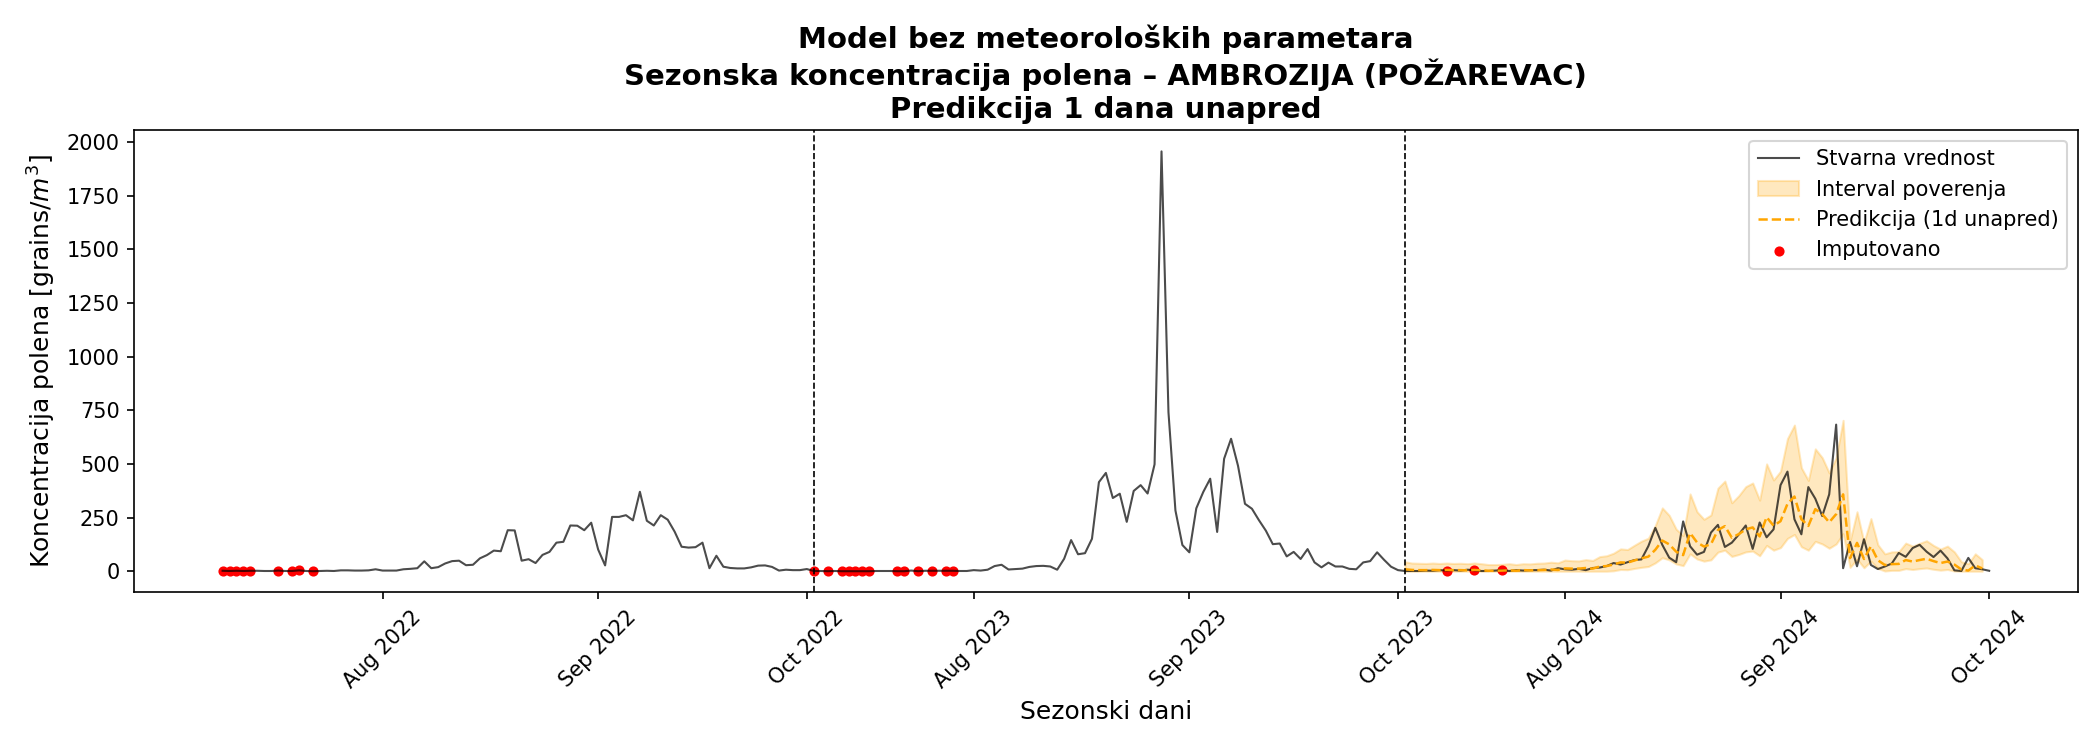 Model bez meteoroloških parametara
Sezonska koncentracija polena – AMBROZIJA (POŽAREVAC)
Predikcija 1 dana unapred
Koncentracija polena [grains/m³]
2000
1750
1500
1250
1000
750
500
250
0
Stvarna vrednost
Interval poverenja
Predikcija (1d unapred)
Imputovano
Aug 2022
Sep 2022
Oct 2022
Aug 2023
Sep 2023
Oct 2023
Aug 2024
Sep 2024
Oct 2024
Sezonski dani